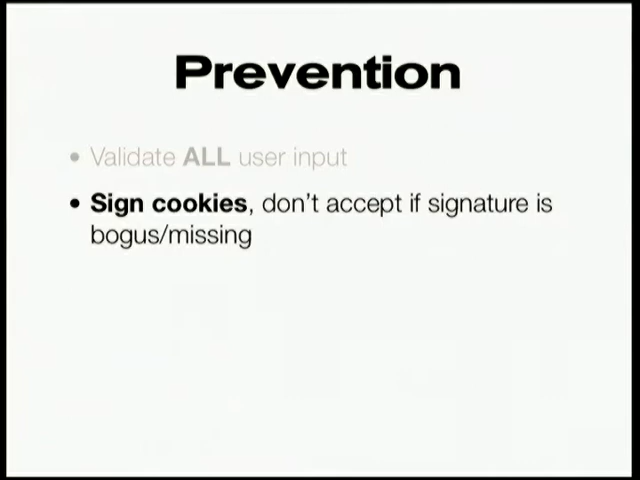 Prevention
• Validate ALL user input
• Sign cookies, don't accept if signature is
bogus/missing